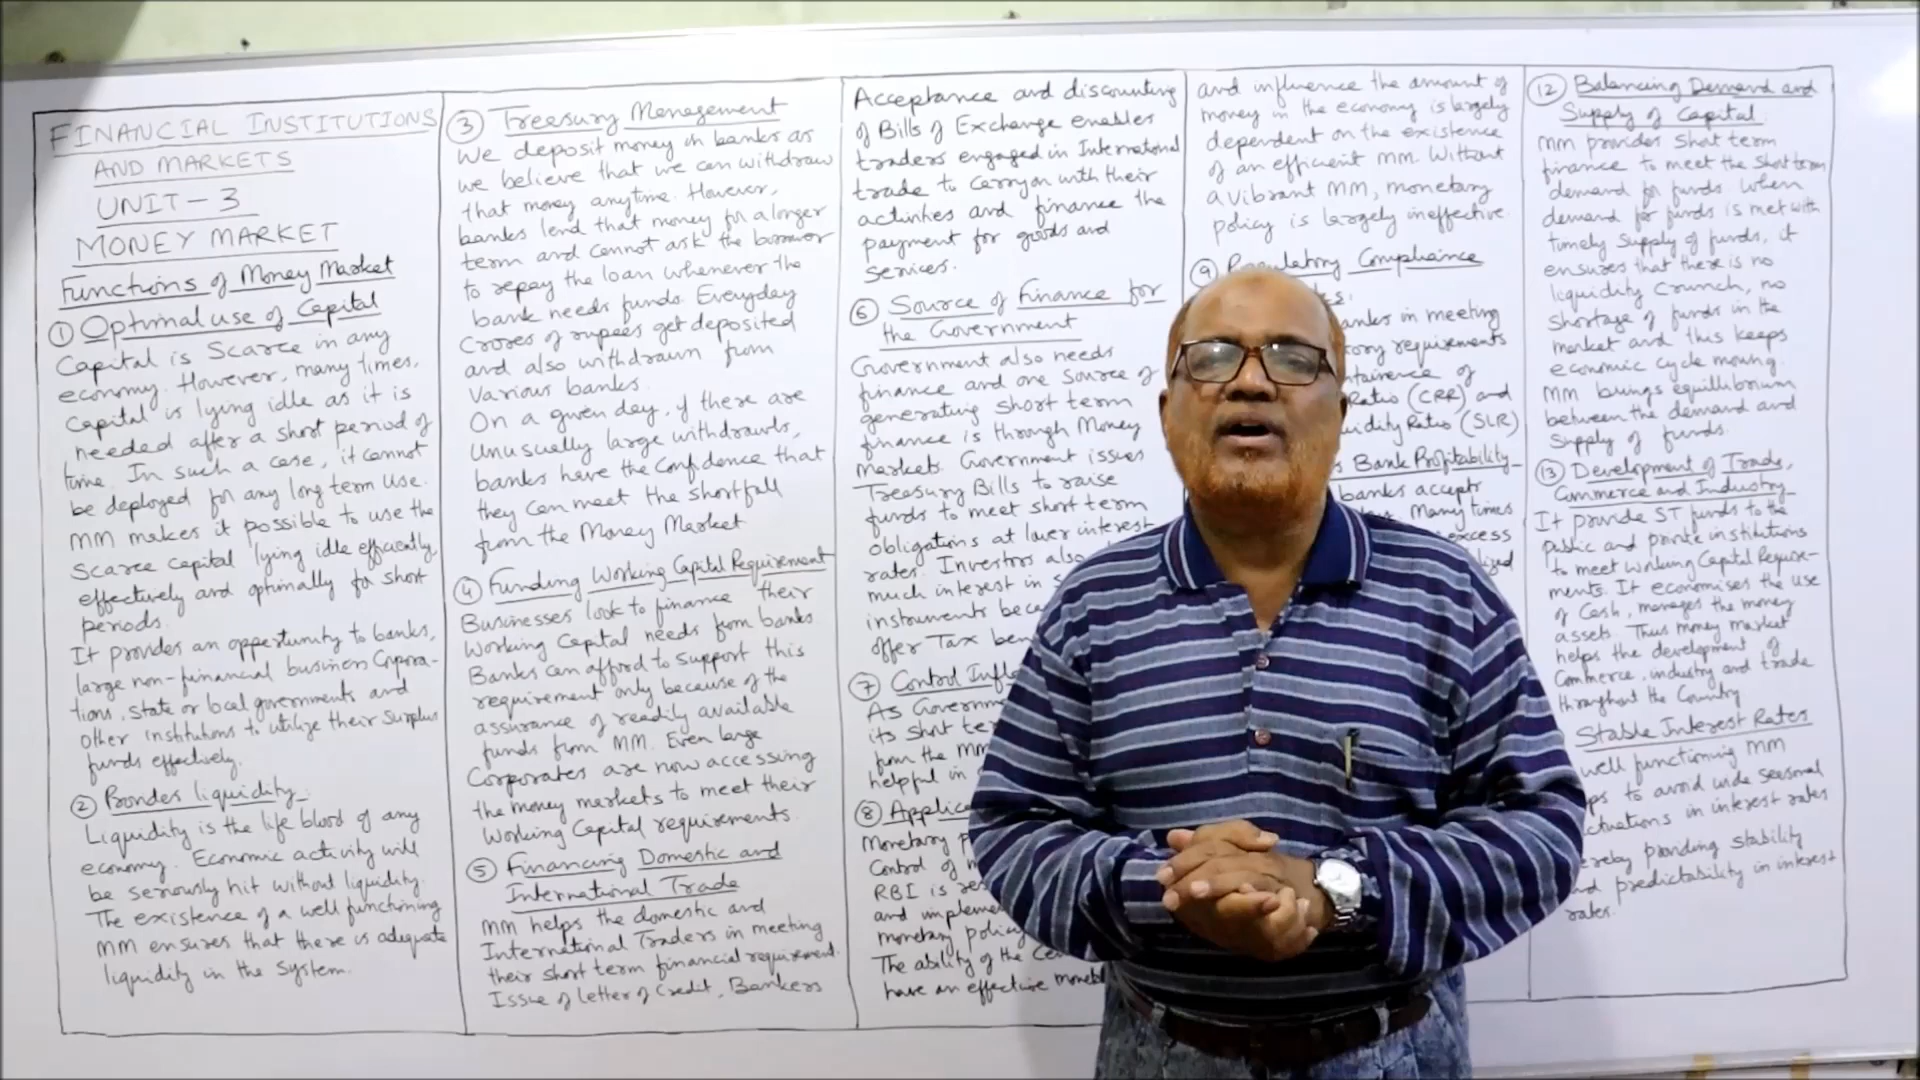 FINANCIAL INSTITUTIONS
AND MARKETS
UNIT-3
MONEY MARKET
Functions of Money Market
① Optimal use of Capital
Capital is Scarce in any
economy. However, many times,
Capital is lying idle as it is
needed after a short period of
time. In such a case, it cannot
be deployed for any long term use.
MM makes it possible to use the
Scarce Capital lying idle efficiently
effectively and optimally for short
periods.
It provides an opportunity to banks,
large non-financial business Corpora-
tions, state or local governments and
other institutions to utilize their surplus
funds effectively.
② Provides liquidity
Liquidity is the life blood of any
economy. Economic activity will
be seriously hit without liquidity.
The existence of a well functioning
MM ensures that there is adequate
liquidity in the system.
③ Treasury Management
We deposit money in banks as
we believe that we can withdraw
that money anytime. However,
banks lend that money for a longer
term and cannot ask the borrower
to repay the loan whenever the
bank needs funds. Everyday
Crores of rupees get deposited
and also withdrawn from
Various banks.
On a given day, if there are
unusually large withdrawls,
banks have the Confidence that
they can meet the shortfall
from the Money Market
④ Funding Working Capital Requirement
Businesses look to finance their
Working Capital needs from banks
Banks can afford to support this
requirement only because of the
assurance of readily available
funds from MM. Even large
Corporates are now accessing
the money markets to meet their
Working Capital requirements.
⑤ Financing Domestic and
International Trade
MM helps the domestic and
International Traders in meeting
their short term financial requirement.
Issue of Letter of Credit, Bankers
Acceptance and discounting
of Bills of Exchange enables
traders engaged in International
trade to carryon with their
activities and finance the
payment for goods and
services.
⑥ Source of Finance for
the Government
Government also needs
finance and one source of
generating short term
finance is through Money
Markets. Government issues
Treasury Bills to raise
funds to meet short term
obligations at lower interest
rates. Investors also
much interest in
instruments
offer Tax
⑦ Control
As
its short
from the MM
helpful in
⑧
Monetary
Control of
RBI is
and
monetary policy
The ability of the
have an effective
and influence the amount of
money in the economy is largely
dependent on the existence
of an efficient MM. Without
a vibrant MM, monetary
policy is largely ineffective.
⑨ Regulatory Compliance
banks in meeting
requirements
of
Ratio (CRR) and
Ratio (SLR)
Bank Profitability
banks accepts
Many times
excess
⑫ Balancing Demand and
Supply of Capital
MM provides short term
finance to meet the short term
demand for funds. When
demand for funds is met with
timely supply of funds, it
ensures that there is no
liquidity crunch, no
shortage of funds in the
market and this keeps
economic cycle moving.
MM brings equillibrium
between the demand and
supply of funds.
⑬ Development of Trade,
Commerce and Industry
It provide ST funds to the
public and private institutions
to meet working Capital Require-
ments. It economises the use
of Cash, manages the money
assets. Thus money market
helps the development of
Commerce, industry and trade
throughout the Country
Stable Interest Rates
well functioning MM
to avoid wide seasonal
in interest rates
providing stability
and predictability in interest
rates.